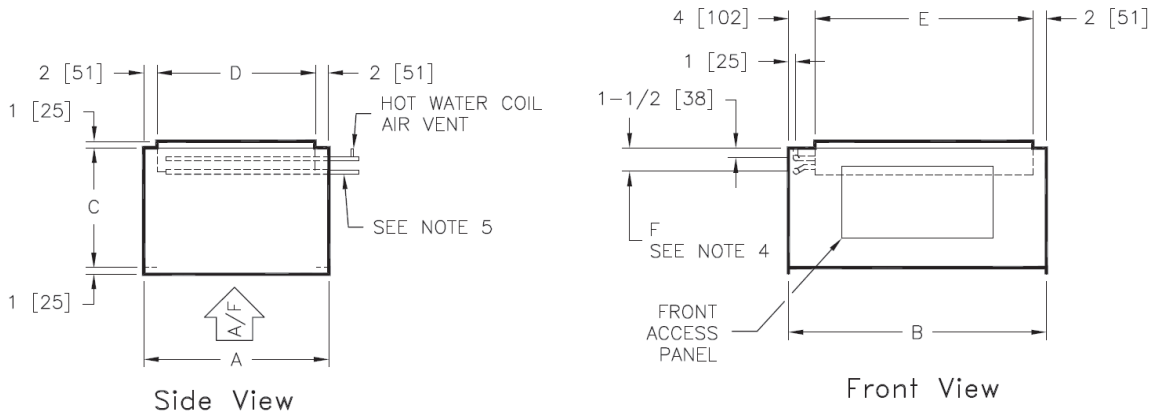 2 [51]
D
2 [51]
1 [25]
HOT WATER COIL
AIR VENT
C
SEE NOTE 5
1 [25]
A/F
A
Side View
4 [102]
E
2 [51]
1 [25]
1-1/2 [38]
F
SEE NOTE 4
FRONT
ACCESS
PANEL
B
Front View